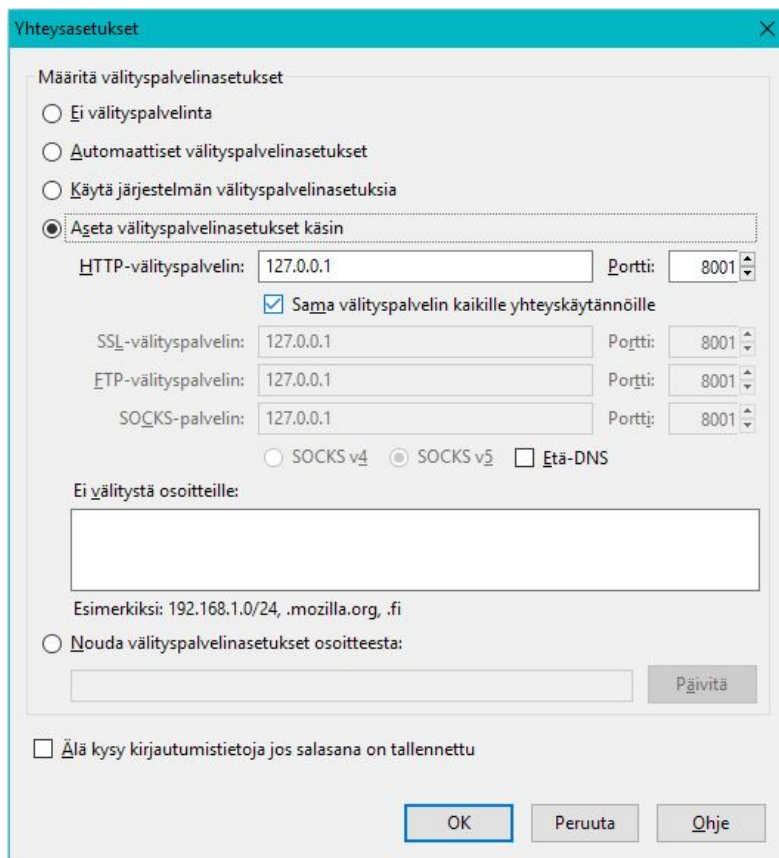 Yhteysasetukset
Määritä välityspalvelinasetukset
Ei välityspalvelinta
Automaattiset välityspalvelinasetukset
Käytä järjestelmän välityspalvelinasetuksia
Aseta välityspalvelinasetukset käsin
HTTP-välityspalvelin: 127.0.0.1 Portti: 8001
Sama välityspalvelin kaikille yhteyskäytännöille
SSL-välityspalvelin: 127.0.0.1 Portti: 8001
FTP-välityspalvelin: 127.0.0.1 Portti: 8001
SOCKS-palvelin: 127.0.0.1 Portti: 8001
SOCKS v4 SOCKS v5 Etä-DNS
Ei välitystä osoitteille:
Esimerkiksi: 192.168.1.0/24, .mozilla.org, .fi
Nouda välityspalvelinasetukset osoitteesta:
Päivitä
Älä kysy kirjautumistietoja jos salasana on tallennettu
OK Peruuta Ohje